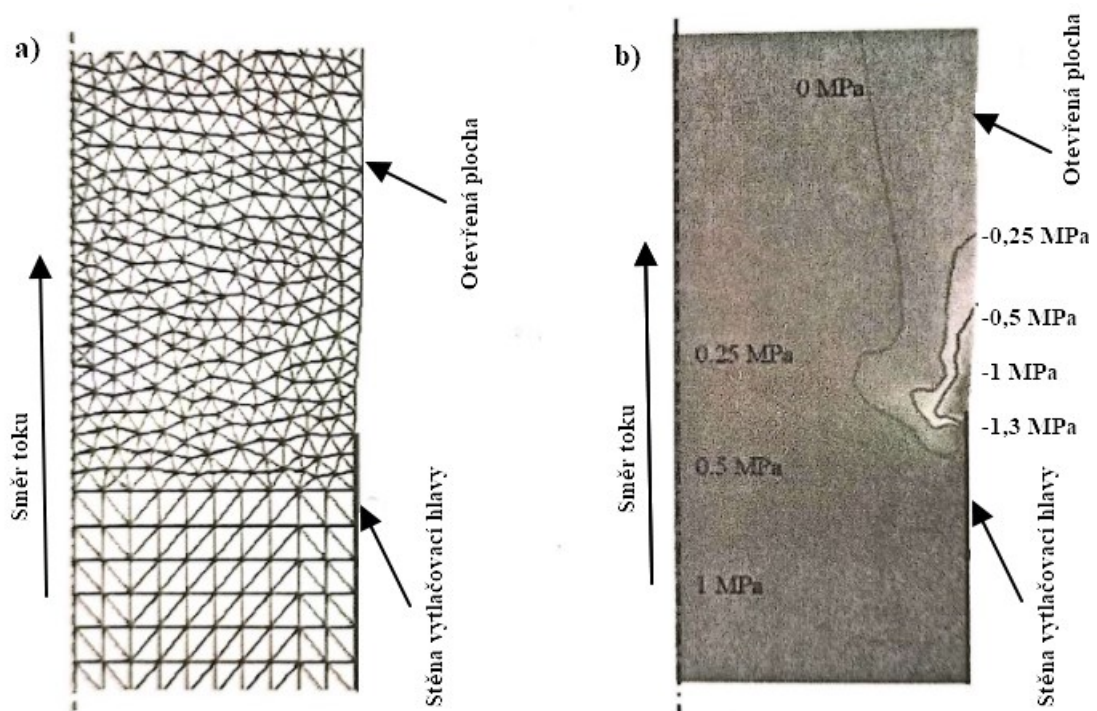 a)
Směr toku
Otevřená plocha
Stěna vytlačovací hlavy
b)
Směr toku
0 MPa
0.25 MPa
0.5 MPa
1 MPa
Otevřená plocha
-0,25 MPa
-0,5 MPa
-1 MPa
-1,3 MPa
Stěna vytlačovací hlavy